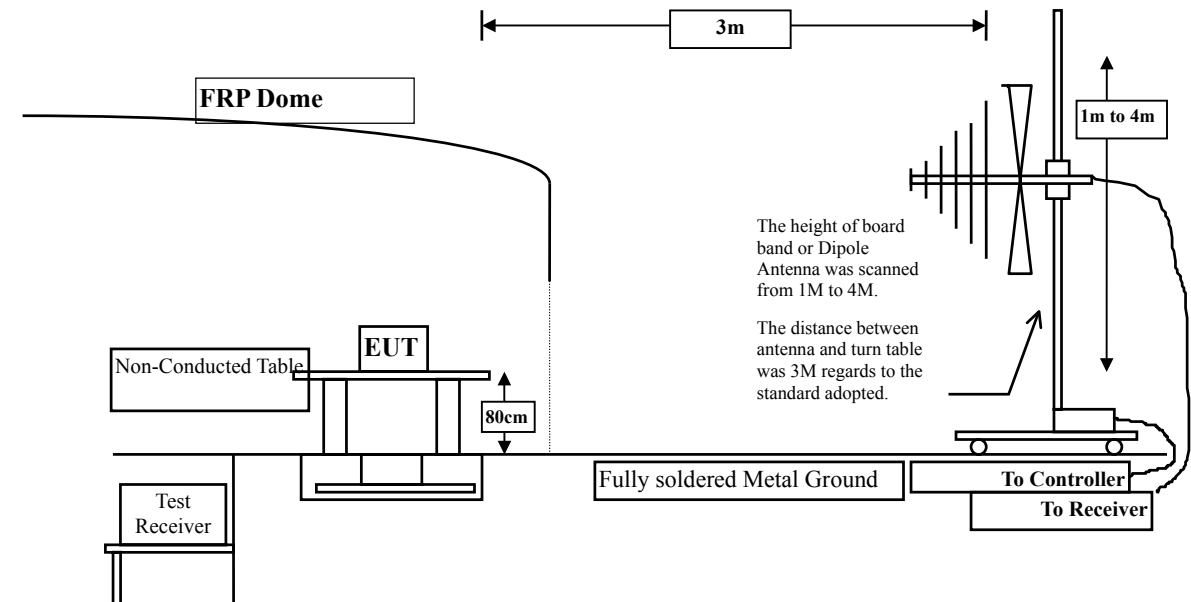 3m
FRP Dome
1m to 4m
The height of board
band or Dipole
Antenna was scanned
from 1M to 4M.
The distance between
antenna and turn table
was 3M regards to the
standard adopted.
EUT
Non-Conducted Table
80cm
Fully soldered Metal Ground
To Controller
To Receiver
Test
Receiver